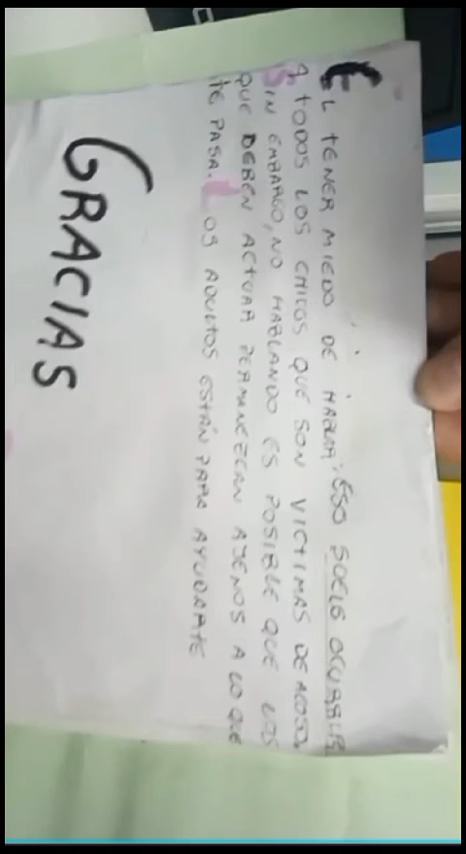 EL TENER MIEDO DE HABLAR, ESO SUELE OCURRIR
A TODOS LOS CHICOS QUE SON VICTIMAS DE ACOSO.
SIN EMBARGO, NO HABLANDO ES POSIBLE QUE LOS
QUE DEBEN ACTUAR PERMANEZCAN AJENOS A LO QUE
TE PASA. LOS ADULTOS ESTÁN PARA AYUDARTE
GRACIAS